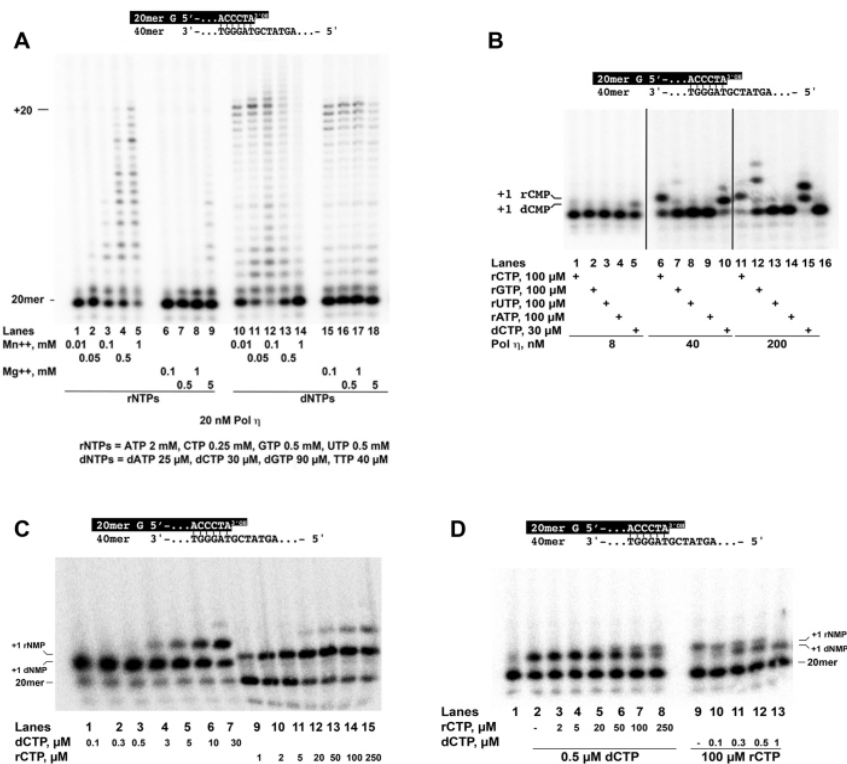 20mer G 5'-...ACCCTA3'OH
40mer 3'-...TGGGATGCTATGA...- 5'
A
+20
20mer
Lanes 1 2 3 4 5 6 7 8 9 10 11 12 13 14 15 16 17 18
Mn++, mM 0.01 0.1 1 0.01 0.1 1
0.05 0.5 0.05 0.5
Mg++, mM 0.1 1 0.1 1
0.5 5 0.5 5
rNTPs dNTPs
20 nM Pol η
rNTPs = ATP 2 mM, CTP 0.25 mM, GTP 0.5 mM, UTP 0.5 mM
dNTPs = dATP 25 µM, dCTP 30 µM, dGTP 90 µM, TTP 40 µM
B
20mer G 5'-...ACCCTA3'OH
40mer 3'-...TGGGATGCTATGA...- 5'
+1 rCMP
+1 dCMP
Lanes 1 2 3 4 5 6 7 8 9 10 11 12 13 14 15 16
rCTP, 100 µM + + +
rGTP, 100 µM + + +
rUTP, 100 µM + + +
rATP, 100 µM + + +
dCTP, 30 µM + + +
Pol η, nM 8 40 200
C
20mer G 5'-...ACCCTA3'OH
40mer 3'-...TGGGATGCTATGA...- 5'
+1 rNMP
+1 dNMP
20mer
Lanes 1 2 3 4 5 6 7 9 10 11 12 13 14 15
dCTP, µM 0.1 0.3 0.5 3 5 10 30
rCTP, µM 1 2 5 20 50 100 250
D
20mer G 5'-...ACCCTA3'OH
40mer 3'-...TGGGATGCTATGA...- 5'
+1 rNMP
+1 dNMP
20mer
Lanes 1 2 3 4 5 6 7 8 9 10 11 12 13
rCTP, µM - 2 5 20 50 100 250
dCTP, µM - 0.1 0.3 0.5 1
0.5 µM dCTP 100 µM rCTP